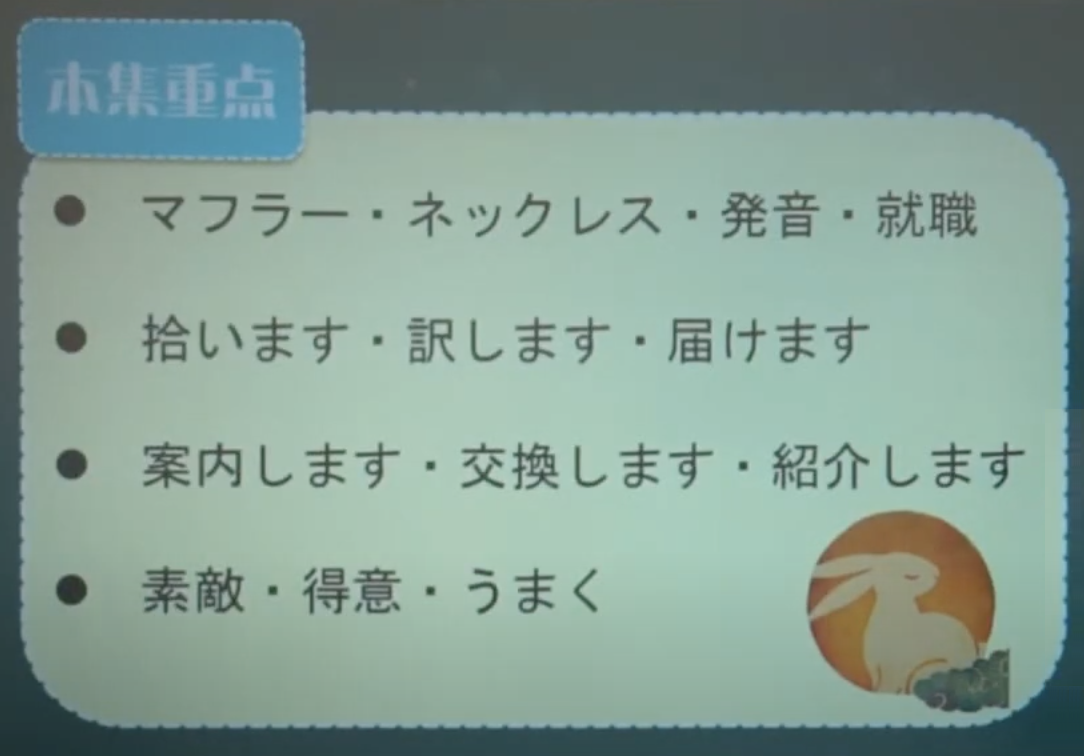 本集重点
● マフラー・ネックレス・発音・就職
● 拾います・訳します・届けます
● 案内します・交換します・紹介します
● 素敵・得意・うまく